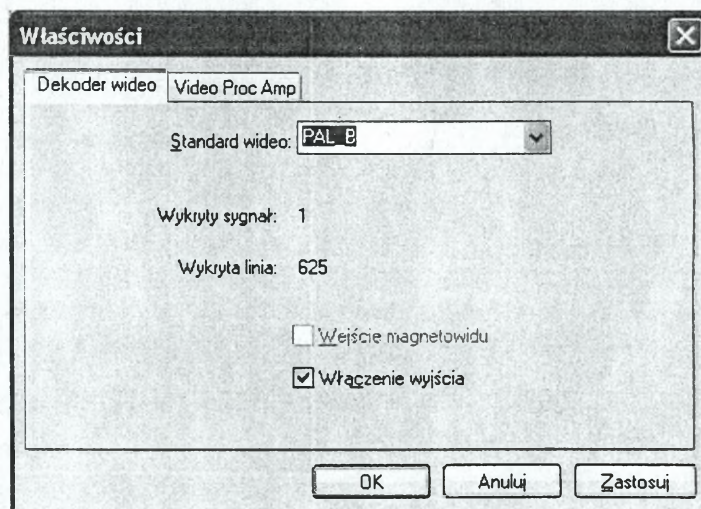 Właściwości
Dekoder wideo Video Proc Amp
Standard wideo: PAL_B
Wykryty sygnał: 1
Wykryta linia: 625
Wejście magnetowidu
Włączenie wyjścia
OK Anuluj Zastosuj